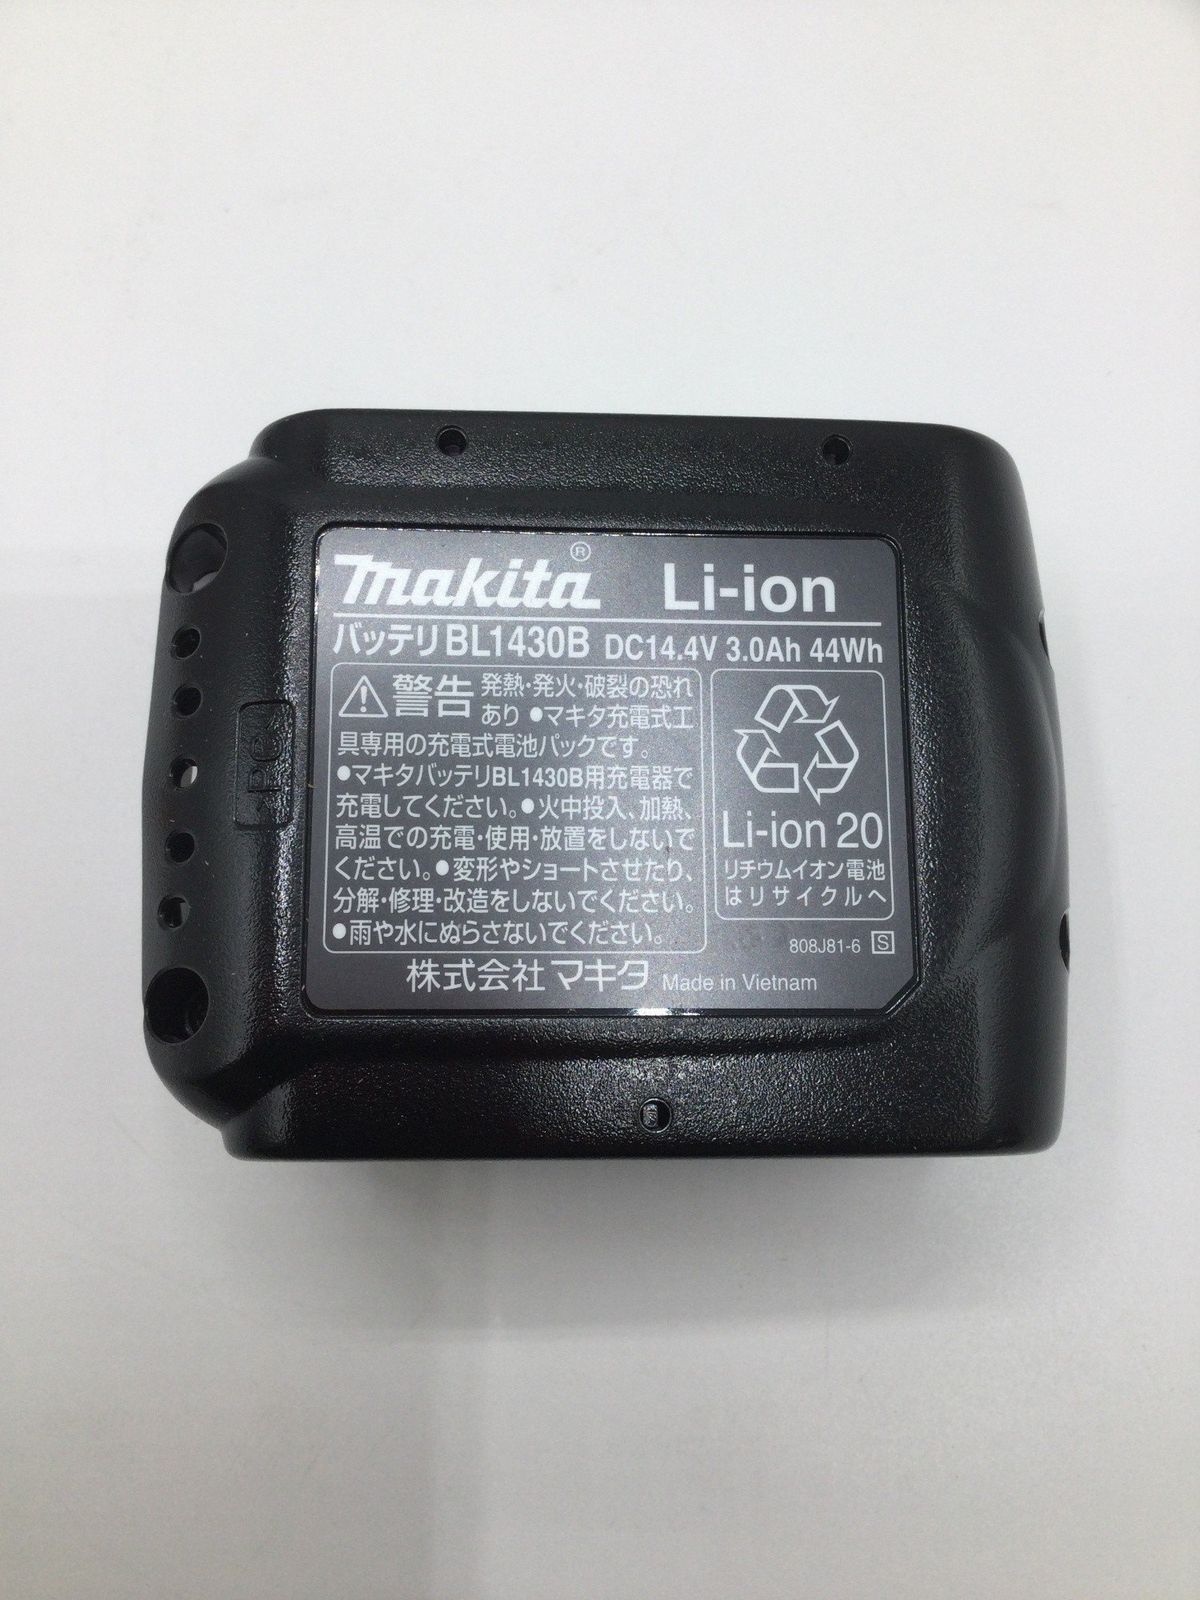 makita® Li-ion
バッテリBL1430B DC14.4V 3.0Ah 44Wh
警告 発熱・発火・破裂の恐れ
あり ●マキタ充電式工
具専用の充電式電池パックです。
●マキタバッテリBL1430B用充電器で
充電してください。●火中投入、加熱、
高温での充電・使用・放置をしないで
ください。●変形やショートさせたり、
分解・修理・改造をしないでください。
●雨や水にぬらさないでください。
Li-ion 20
リチウムイオン電池
はリサイクルへ
808J81-6 S
株式会社マキタ Made in Vietnam
PC